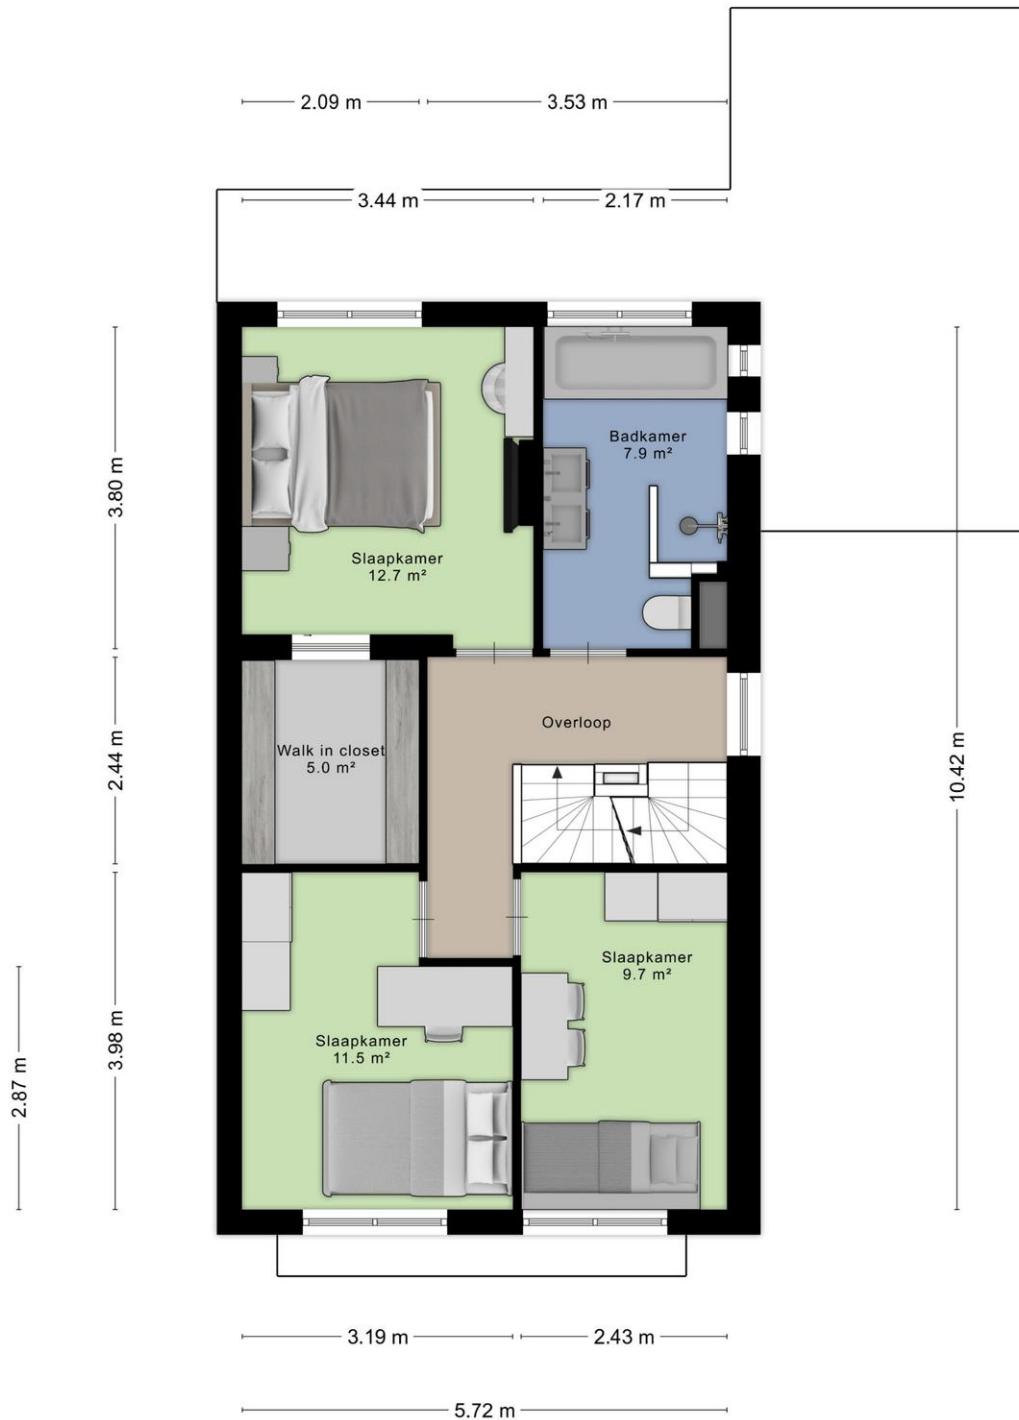 2.09 m
3.53 m
3.44 m
2.17 m
Badkamer
7.9 m²
3.80 m
Slaapkamer
12.7 m²
Overloop
Walk in closet
5.0 m²
2.44 m
10.42 m
Slaapkamer
9.7 m²
Slaapkamer
11.5 m²
3.98 m
2.87 m
3.19 m
2.43 m
5.72 m